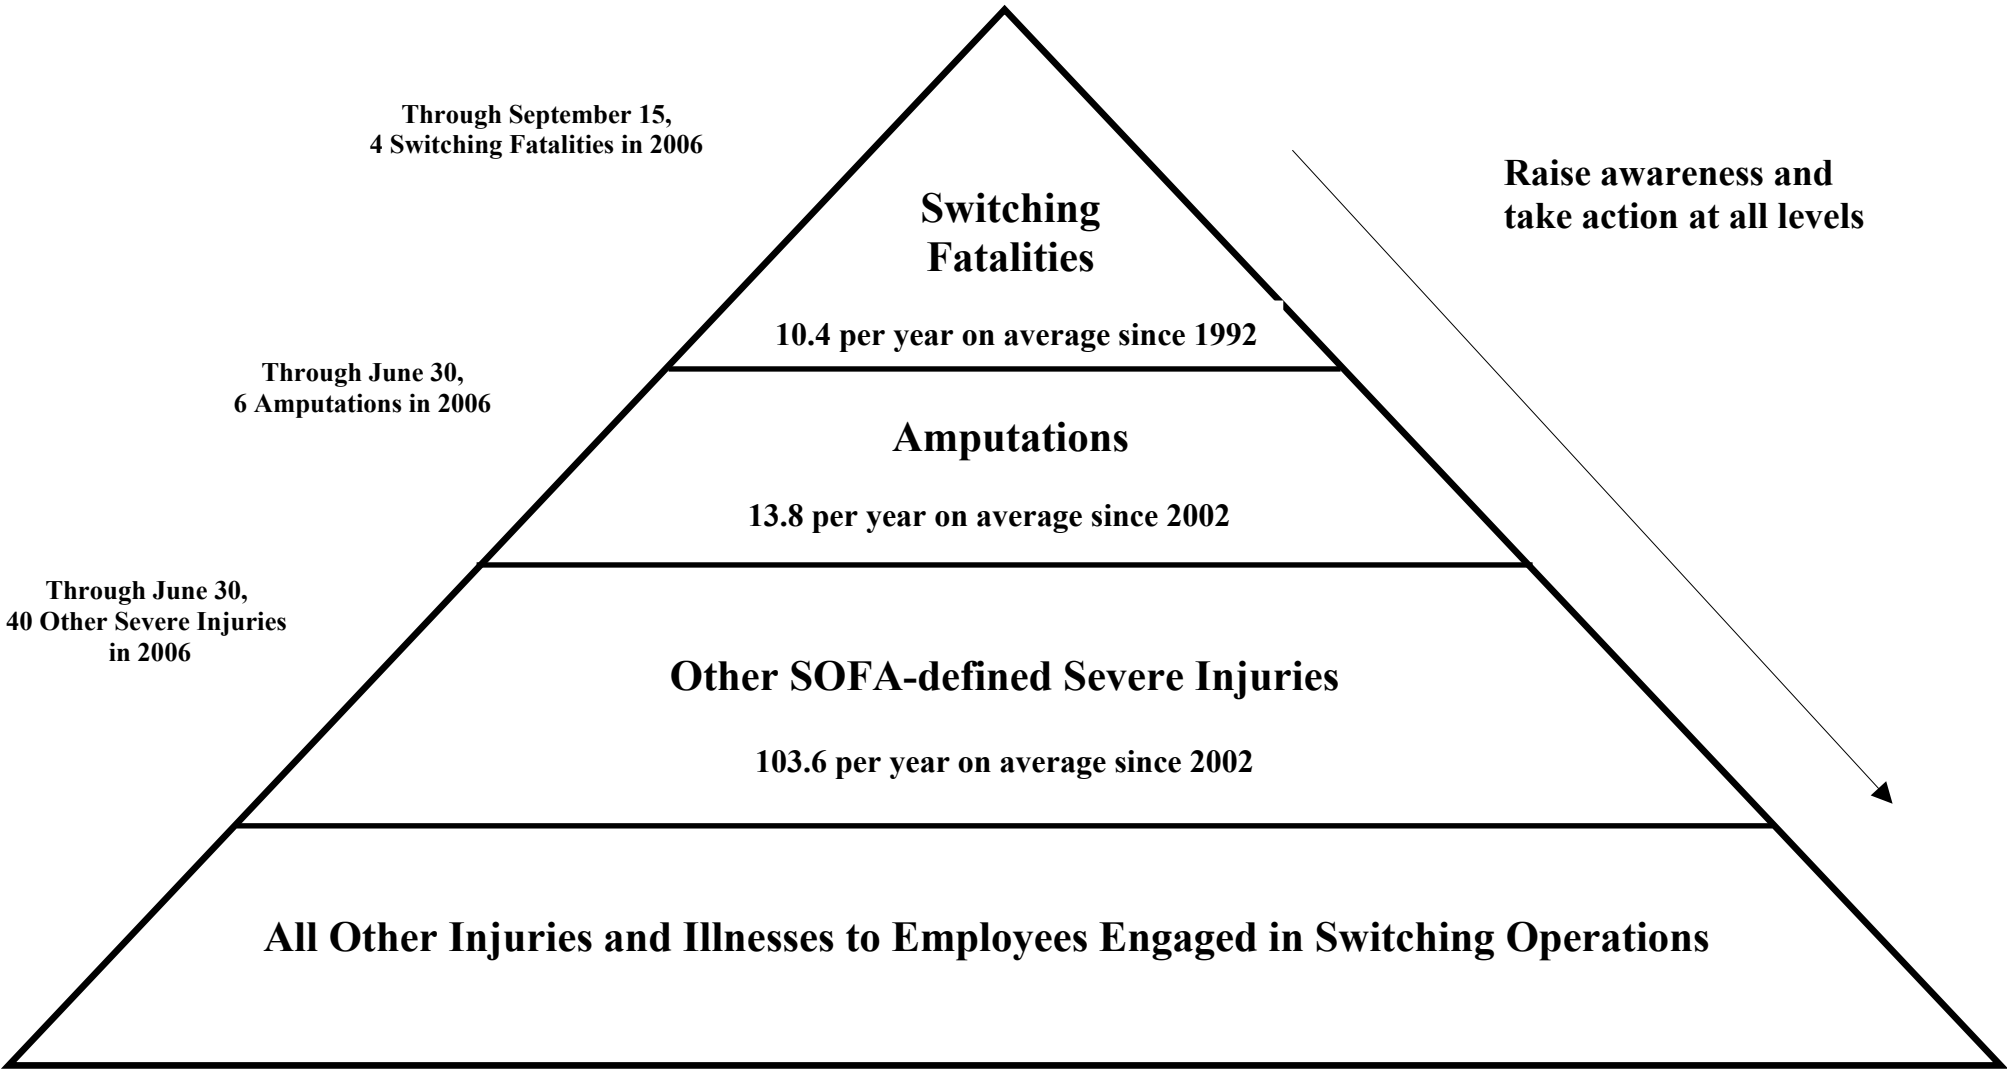 Through September 15,
4 Switching Fatalities in 2006
Raise awareness and
take action at all levels
Switching
Fatalities
10.4 per year on average since 1992
Through June 30,
6 Amputations in 2006
Amputations
13.8 per year on average since 2002
Through June 30,
40 Other Severe Injuries
in 2006
Other SOFA-defined Severe Injuries
103.6 per year on average since 2002
All Other Injuries and Illnesses to Employees Engaged in Switching Operations